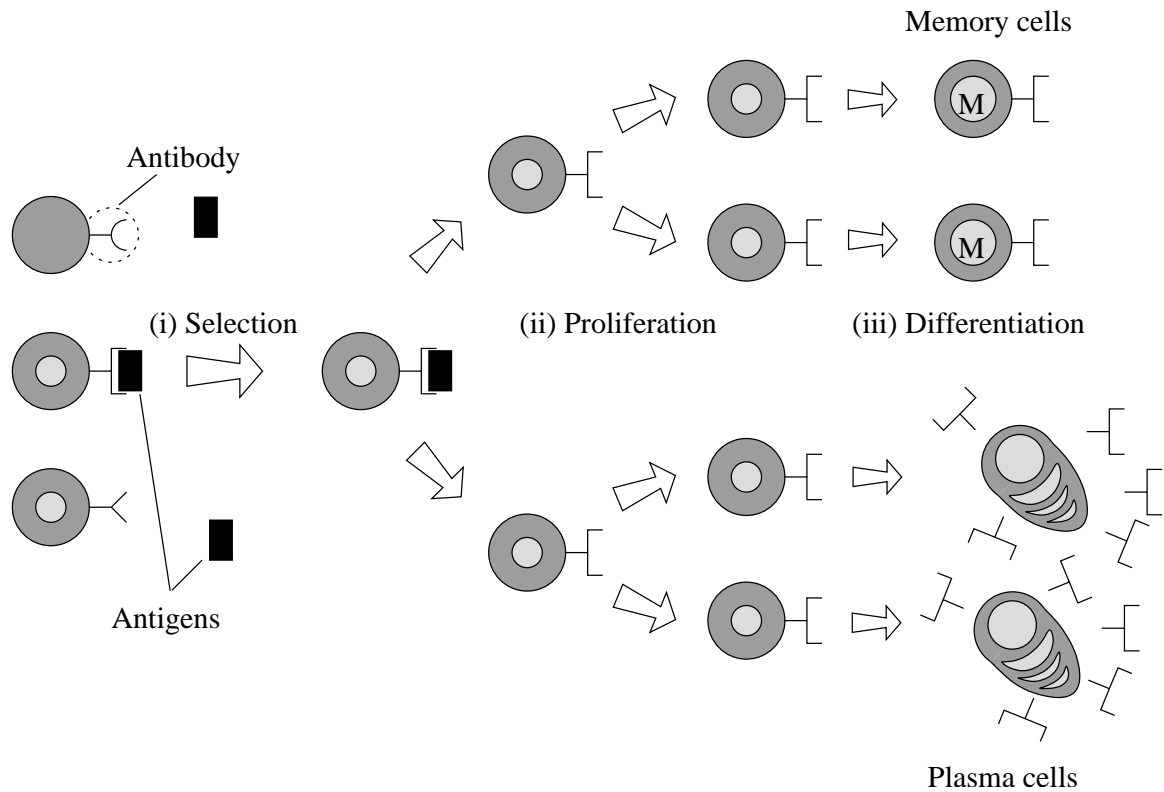 Memory cells
M
Antibody
M
(i) Selection
(ii) Proliferation
(iii) Differentiation
Antigens
Plasma cells